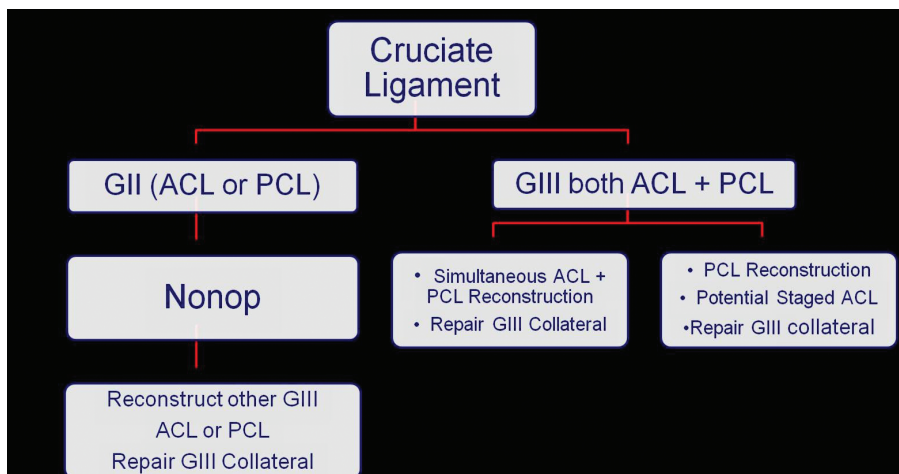 Cruciate
Ligament
GII (ACL or PCL)
GIII both ACL + PCL
Nonop
• Simultaneous ACL +
PCL Reconstruction
• Repair GIII Collateral
• PCL Reconstruction
• Potential Staged ACL
•Repair GIII collateral
Reconstruct other GIII
ACL or PCL
Repair GIII Collateral